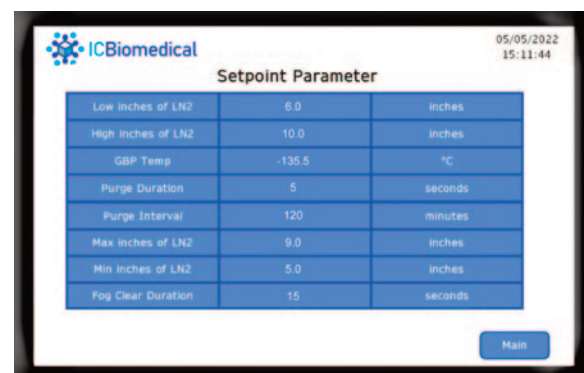 ICBiomedical
05/05/2022
15:11:44
Setpoint Parameter
Low inches of LN2 6.0 inches
High inches of LN2 10.0 inches
GBP Temp -135.5 °C
Purge Duration 5 seconds
Purge Interval 120 minutes
Max inches of LN2 9.0 inches
Min inches of LN2 5.0 inches
Fog Clear Duration 15 seconds
Main